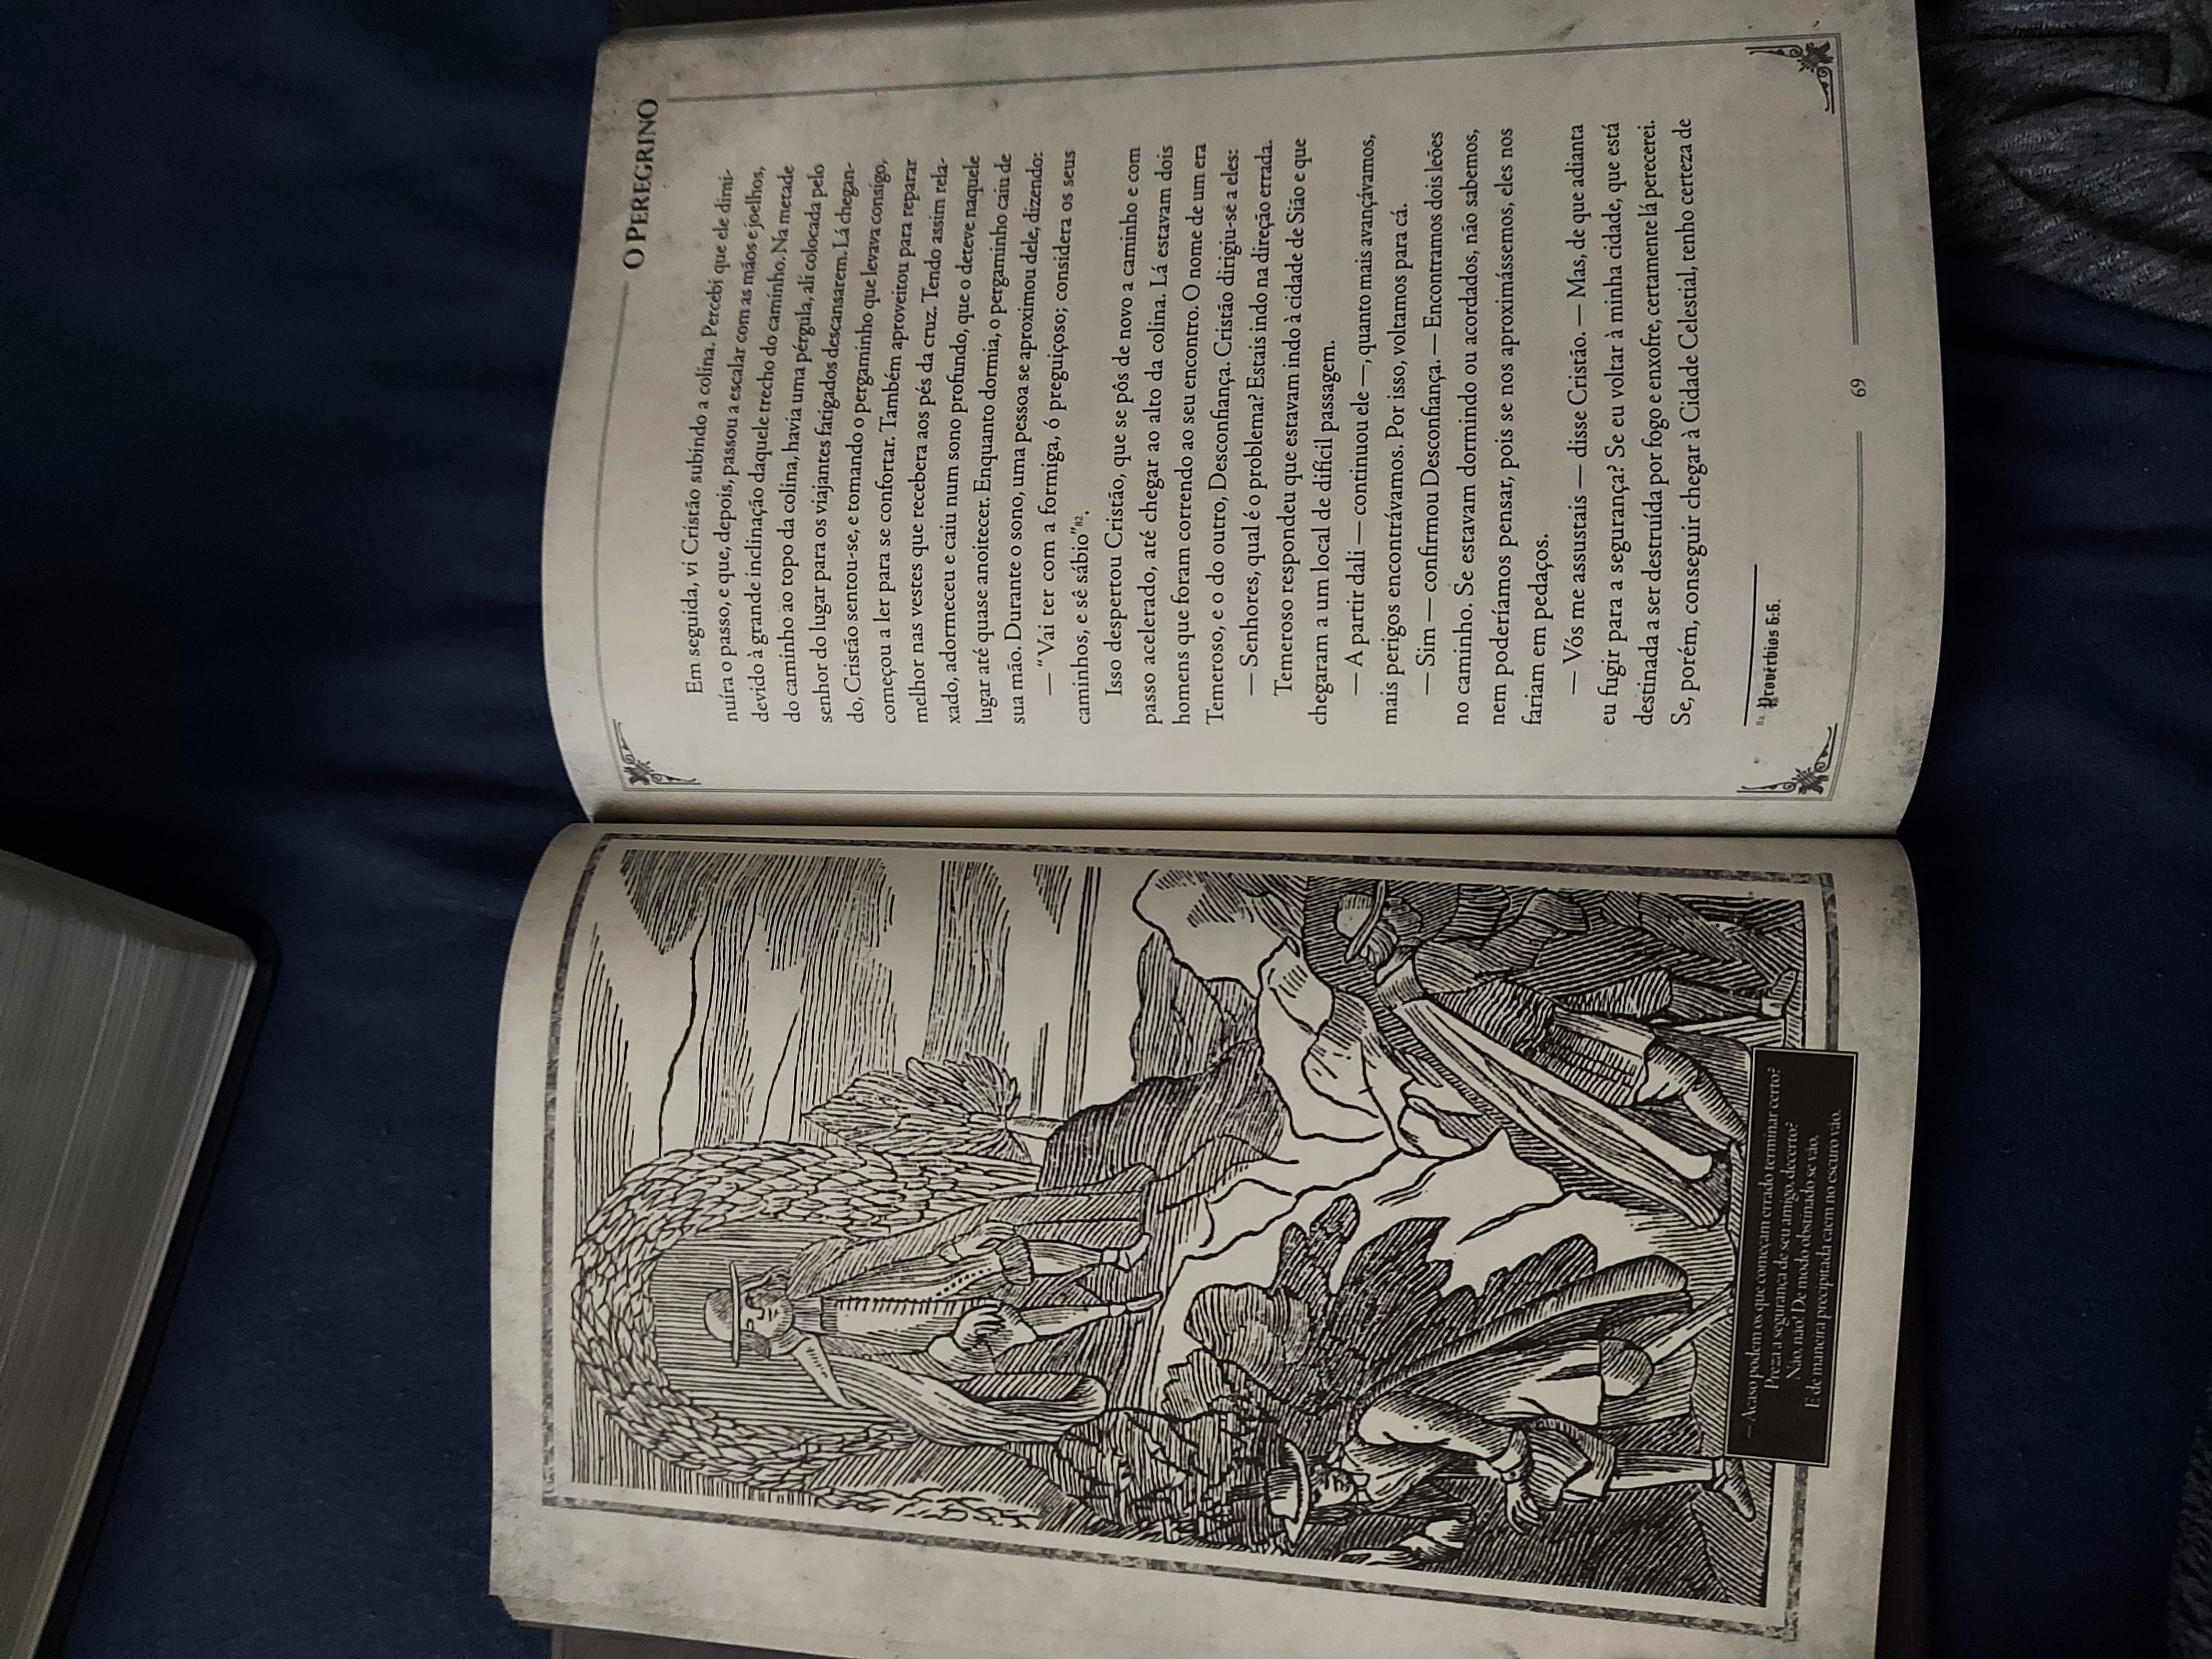 — Acaso podem os que começam errado terminar certo?
Preza a segurança de seu amigo, decerto?
Não, não! De modo obstinado se vão,
E de maneira precipitada caem no escuro vão.
O PEREGRINO
Em seguida, vi Cristão subindo a colina. Percebi que ele dimi-
nuíra o passo, e que, depois, passou a escalar com as mãos e joelhos,
devido à grande inclinação daquele trecho do caminho. Na metade
do caminho ao topo da colina, havia uma pérgula, ali colocada pelo
senhor do lugar para os viajantes fatigados descansarem. Lá chegan-
do, Cristão sentou-se, e tomando o pergaminho que levava consigo,
começou a ler para se confortar. Também aproveitou para reparar
melhor nas vestes que recebera aos pés da cruz. Tendo assim rela-
xado, adormeceu e caiu num sono profundo, que o deteve naquele
lugar até quase anoitecer. Enquanto dormia, o pergaminho caiu de
sua mão. Durante o sono, uma pessoa se aproximou dele, dizendo:
— “Vai ter com a formiga, ó preguiçoso; considera os seus
caminhos, e sê sábio”82.
Isso despertou Cristão, que se pôs de novo a caminho e com
passo acelerado, até chegar ao alto da colina. Lá estavam dois
homens que foram correndo ao seu encontro. O nome de um era
Temeroso, e o do outro, Desconfiança. Cristão dirigiu-se a eles:
— Senhores, qual é o problema? Estais indo na direção errada.
Temeroso respondeu que estavam indo à cidade de Sião e que
chegaram a um local de difícil passagem.
— A partir dali — continuou ele —, quanto mais avançávamos,
mais perigos encontrávamos. Por isso, voltamos para cá.
— Sim — confirmou Desconfiança. — Encontramos dois leões
no caminho. Se estavam dormindo ou acordados, não sabemos,
nem poderíamos pensar, pois se nos aproximássemos, eles nos
fariam em pedaços.
— Vós me assustais — disse Cristão. — Mas, de que adianta
eu fugir para a segurança? Se eu voltar à minha cidade, que está
destinada a ser destruída por fogo e enxofre, certamente lá perecerei.
Se, porém, conseguir chegar à Cidade Celestial, tenho certeza de
82 Provérbios 6:6.
69